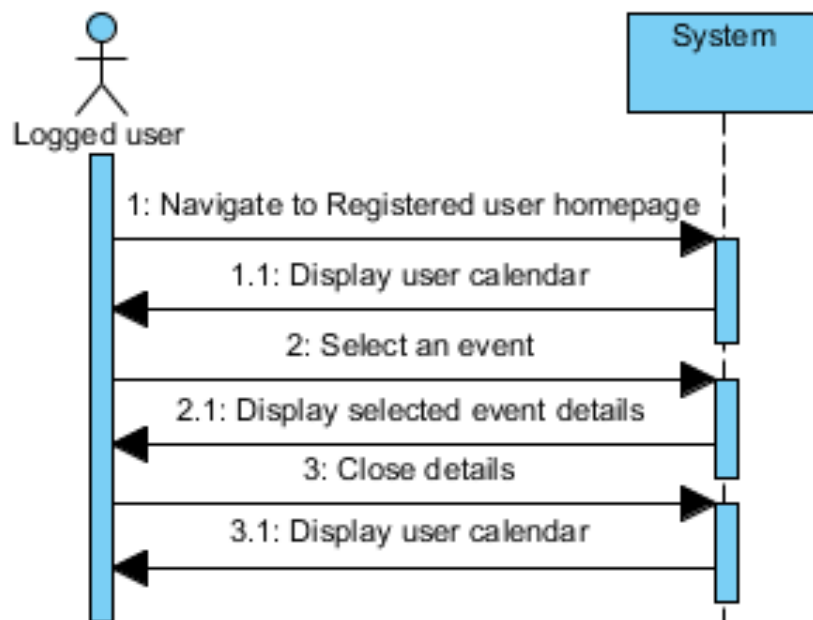 System
Logged user
1: Navigate to Registered user homepage
1.1: Display user calendar
2: Select an event
2.1: Display selected event details
3: Close details
3.1: Display user calendar